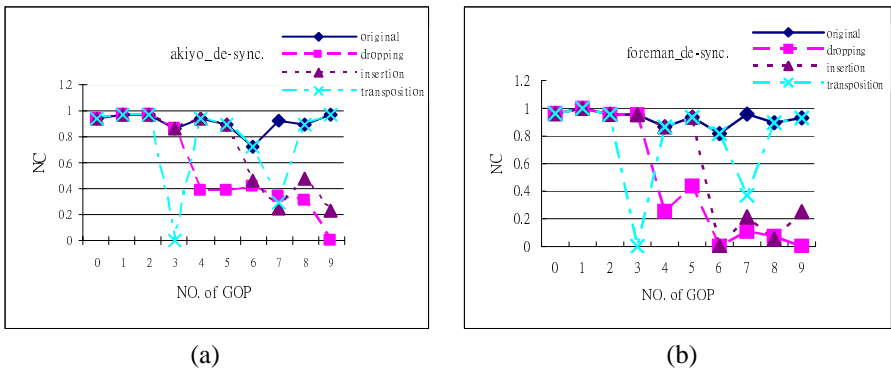 akiyo_de-sync.
original
dropping
insertion
transposition
NC
1.2
1
0.8
0.6
0.4
0.2
0
0 1 2 3 4 5 6 7 8 9
NO. of GOP
(a)
foreman_de-sync.
original
dropping
insertion
transposition
NC
1.2
1
0.8
0.6
0.4
0.2
0
0 1 2 3 4 5 6 7 8 9
NO. of GOP
(b)